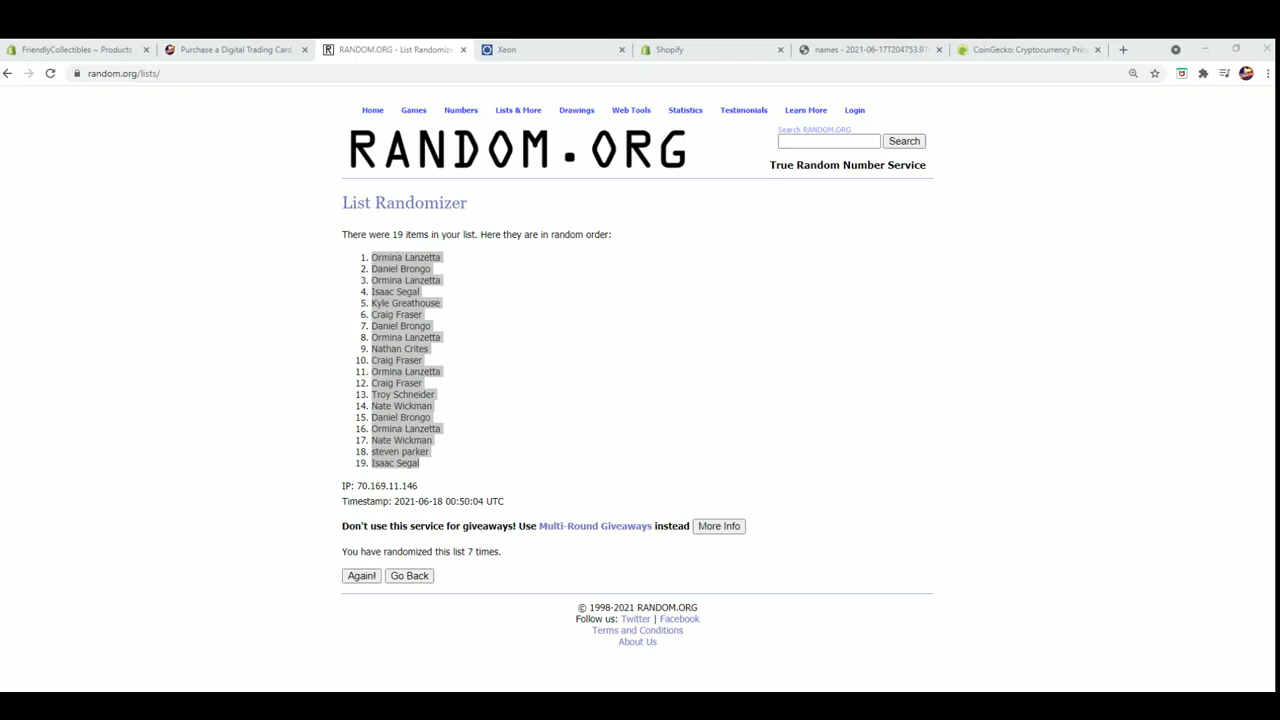 FriendlyCollectibles ~ Products
Purchase a Digital Trading Card
RANDOM.ORG - List Randomizer
Xeon
Shopify
names - 2021-06-17T204753.97
CoinGecko: Cryptocurrency Price
random.org/lists/
Home Games Numbers Lists & More Drawings Web Tools Statistics Testimonials Learn More Login
RANDOM.ORG
Search RANDOM.ORG
Search
True Random Number Service
List Randomizer
There were 19 items in your list. Here they are in random order:
1. Ormina Lanzetta
2. Daniel Brongo
3. Ormina Lanzetta
4. Isaac Segal
5. Kyle Greathouse
6. Craig Fraser
7. Daniel Brongo
8. Ormina Lanzetta
9. Nathan Crites
10. Craig Fraser
11. Ormina Lanzetta
12. Craig Fraser
13. Troy Schneider
14. Nate Wickman
15. Daniel Brongo
16. Ormina Lanzetta
17. Nate Wickman
18. steven parker
19. Isaac Segal
IP: 70.169.11.146
Timestamp: 2021-06-18 00:50:04 UTC
Don't use this service for giveaways! Use Multi-Round Giveaways instead More Info
You have randomized this list 7 times.
Again! Go Back
© 1998-2021 RANDOM.ORG
Follow us: Twitter | Facebook
Terms and Conditions
About Us